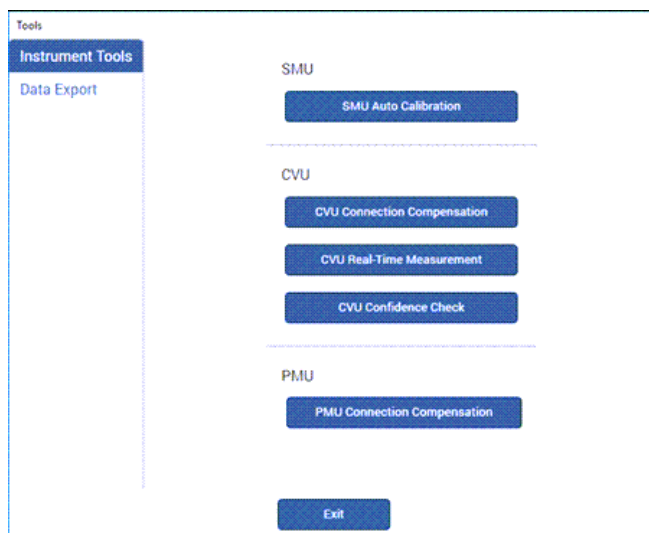 Tools
Instrument Tools
Data Export
SMU
SMU Auto Calibration
CVU
CVU Connection Compensation
CVU Real-Time Measurement
CVU Confidence Check
PMU
PMU Connection Compensation
Exit